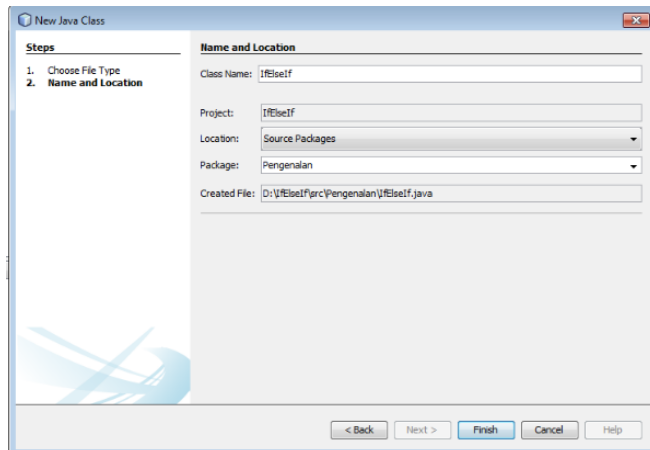 New Java Class
Steps
1. Choose File Type
2. Name and Location
Name and Location
Class Name: IfElseIf
Project: IfElseIf
Location: Source Packages
Package: Pengenalan
Created File: D:\IfElseIf\src\Pengenalan\IfElseIf.java
< Back Next > Finish Cancel Help